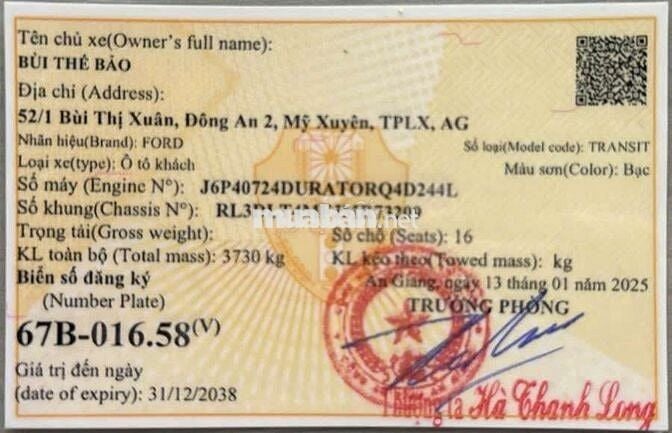 Tên chủ xe(Owner's full name):
BÙI THẾ BẢO
Địa chỉ (Address):
52/1 Bùi Thị Xuân, Đông An 2, Mỹ Xuyên, TPLX, AG
Nhãn hiệu(Brand): FORD Số loại(Model code): TRANSIT
Loại xe(type): Ô tô khách Màu sơn(Color): Bạc
Số máy (Engine N°): J6P40724DURATORQ4D244L
Số khung(Chassis N°):
muaban.net
Trọng tải(Gross weight): Số chỗ (Seats): 16
KL toàn bộ (Total mass): 3730 kg KL kéo theo(Towed mass): kg
Biển số đăng ký An Giang, ngày 13 tháng 01 năm 2025
(Number Plate) TRƯỞNG PHÒNG
67B-016.58(V)
Giá trị đến ngày
(date of expiry): 31/12/2038
Thượng tá Hà Thanh Long